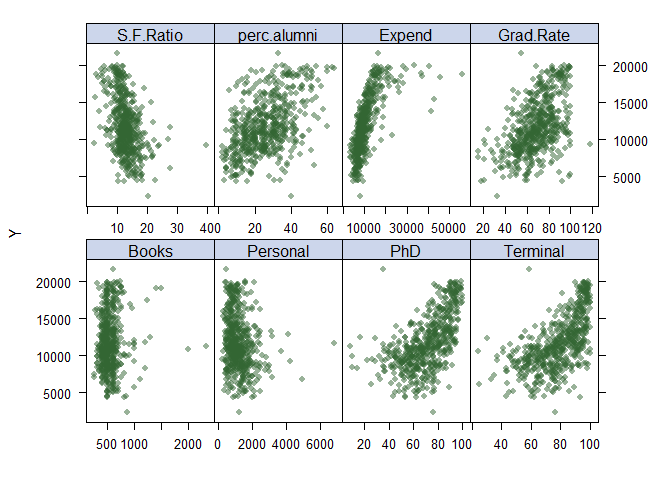 S.F.Ratio perc.alumni Expend Grad.Rate
20000
15000
10000
5000
10 20 30 40 0 20 40 60 10000 30000 50000 20 40 60 80 100 120
Y
Books Personal PhD Terminal
20000
15000
10000
5000
500 1000 2000 0 2000 4000 6000 20 40 60 80 100 40 60 80 100